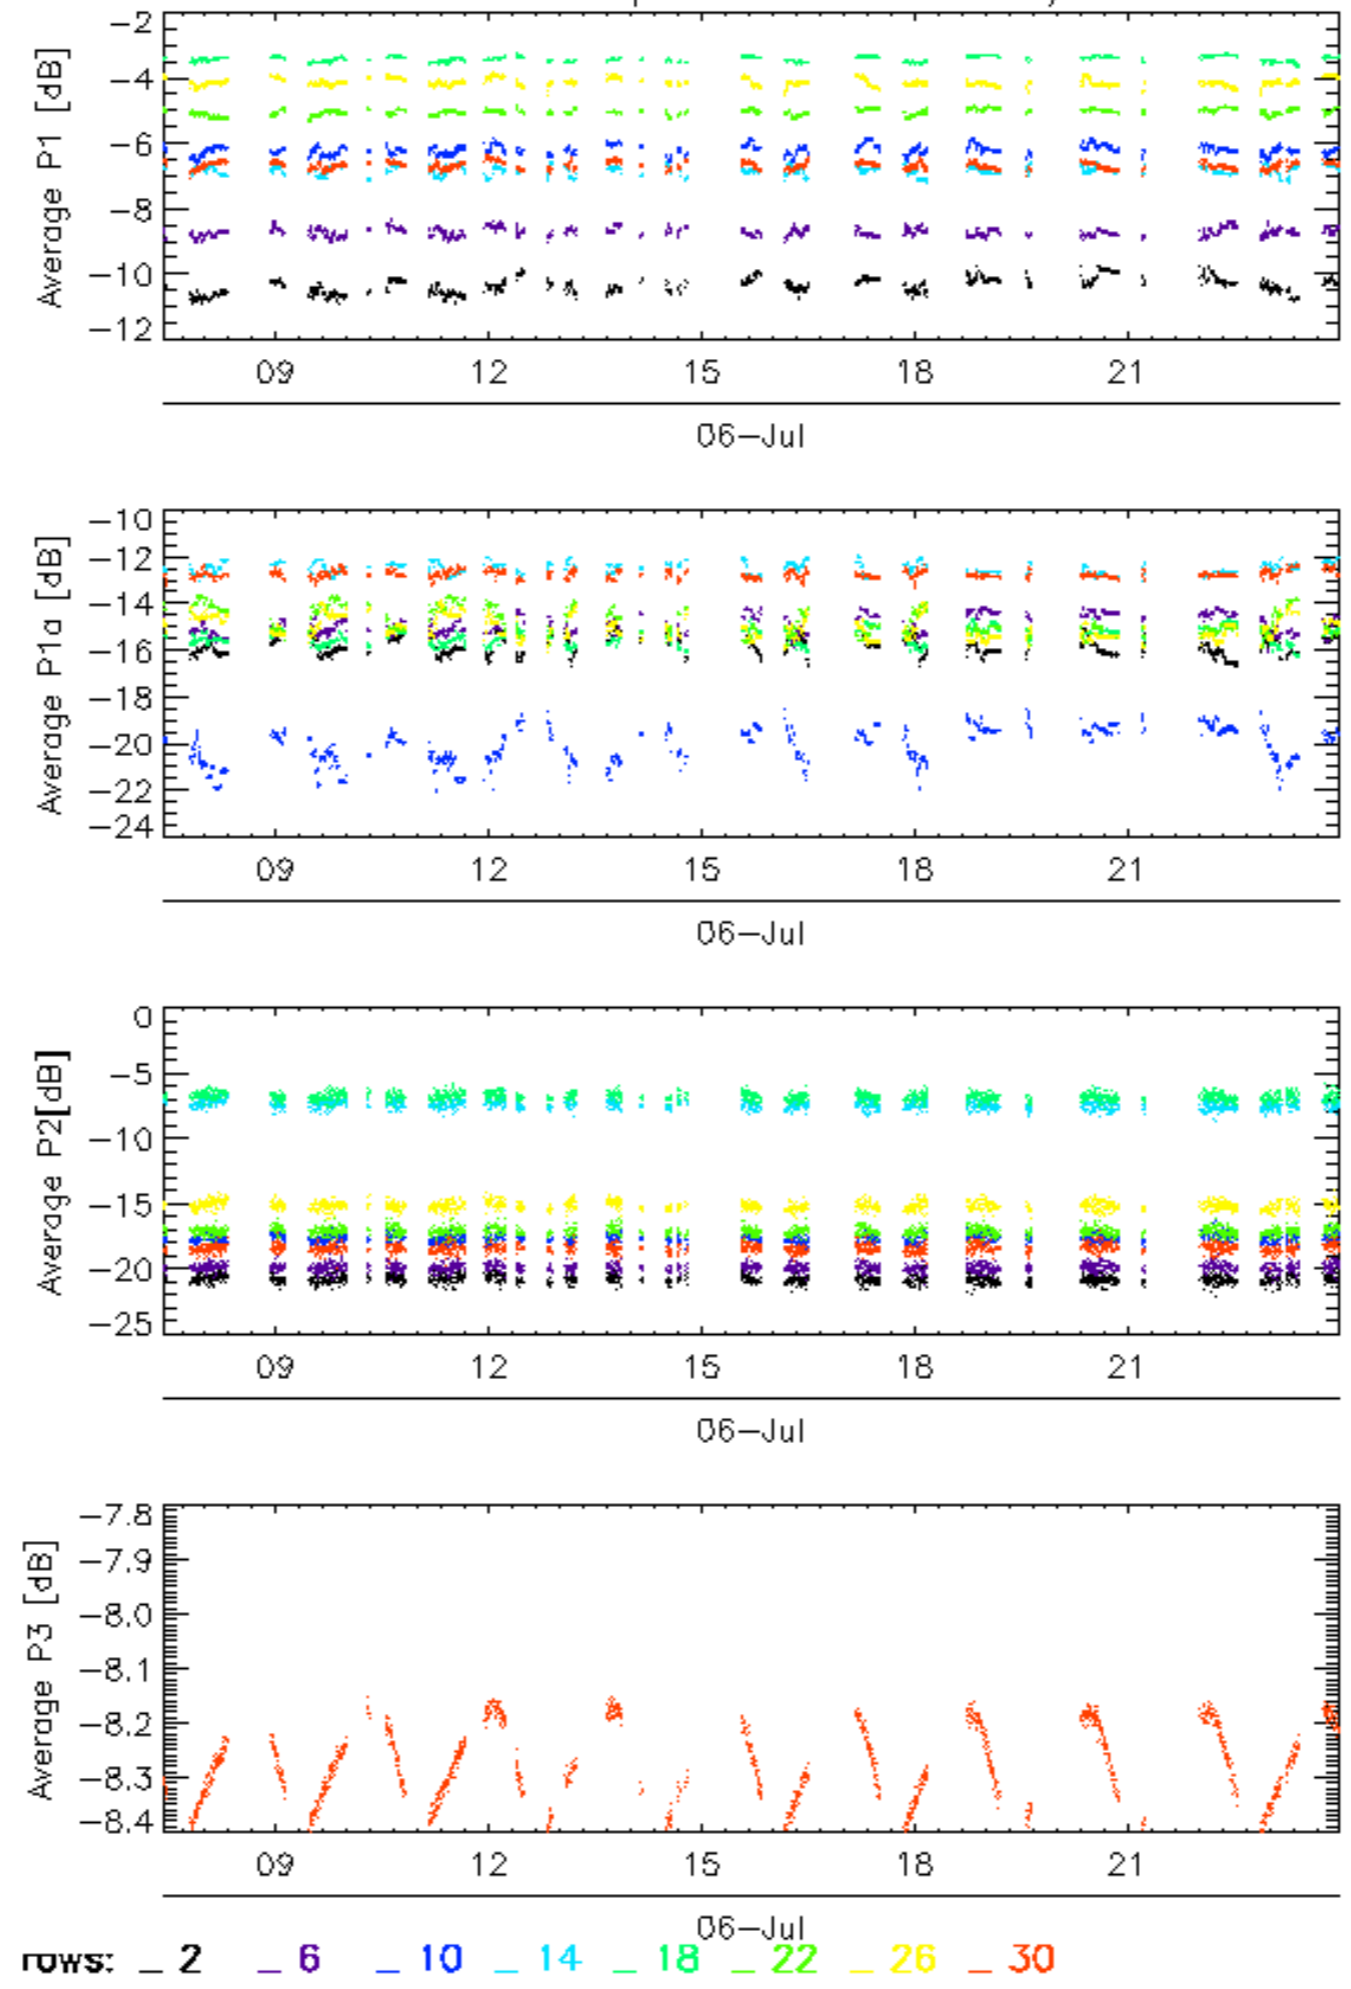 −2
−4
−6
−8
−10
−12
Average P1 [dB]
09 12 15 18 21
06−Jul
−10
−12
−14
−16
−18
−20
−22
−24
Average P1a [dB]
09 12 15 18 21
06−Jul
0
−5
−10
−15
−20
−25
Average P2[dB]
09 12 15 18 21
06−Jul
−7.8
−7.9
−8.0
−8.1
−8.2
−8.3
−8.4
Average P3 [dB]
09 12 15 18 21
06−Jul
rows: _ 2 _ 6 _ 10 _ 14 _ 18 _ 22 _ 26 _ 30